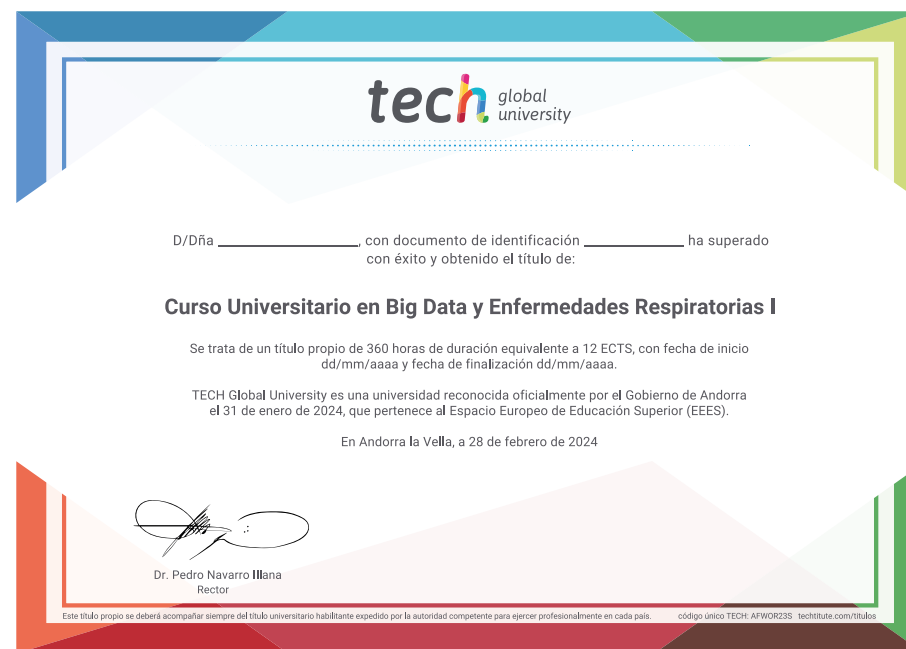 tech global
university
D/Dña ____________________, con documento de identificación ______________ ha superado
con éxito y obtenido el título de:
Curso Universitario en Big Data y Enfermedades Respiratorias I
Se trata de un título propio de 360 horas de duración equivalente a 12 ECTS, con fecha de inicio
dd/mm/aaaa y fecha de finalización dd/mm/aaaa.
TECH Global University es una universidad reconocida oficialmente por el Gobierno de Andorra
el 31 de enero de 2024, que pertenece al Espacio Europeo de Educación Superior (EEES).
En Andorra la Vella, a 28 de febrero de 2024
Dr. Pedro Navarro Illana
Rector
Este título propio se deberá acompañar siempre del título universitario habilitante expedido por la autoridad competente para ejercer profesionalmente en cada país. código único TECH: AFWOR23S techtitute.com/titulos